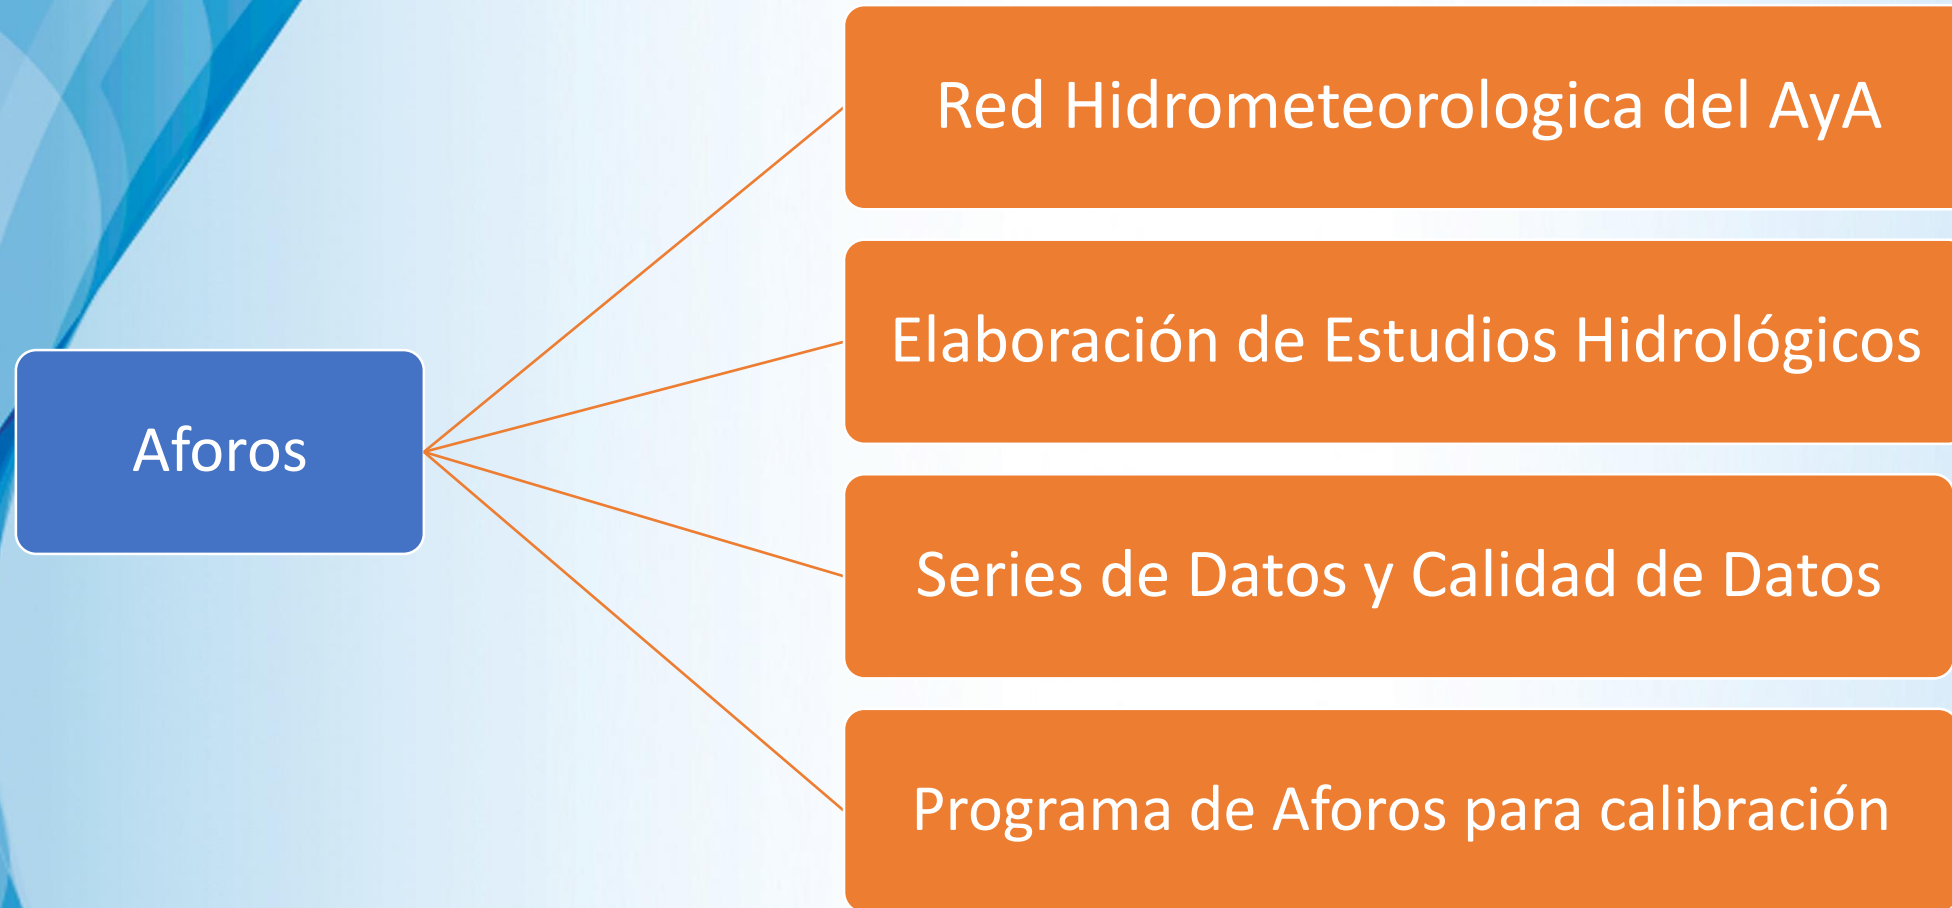 Red Hidrometeorologica del AyA
Elaboración de Estudios Hidrológicos
Aforos
Series de Datos y Calidad de Datos
Programa de Aforos para calibración